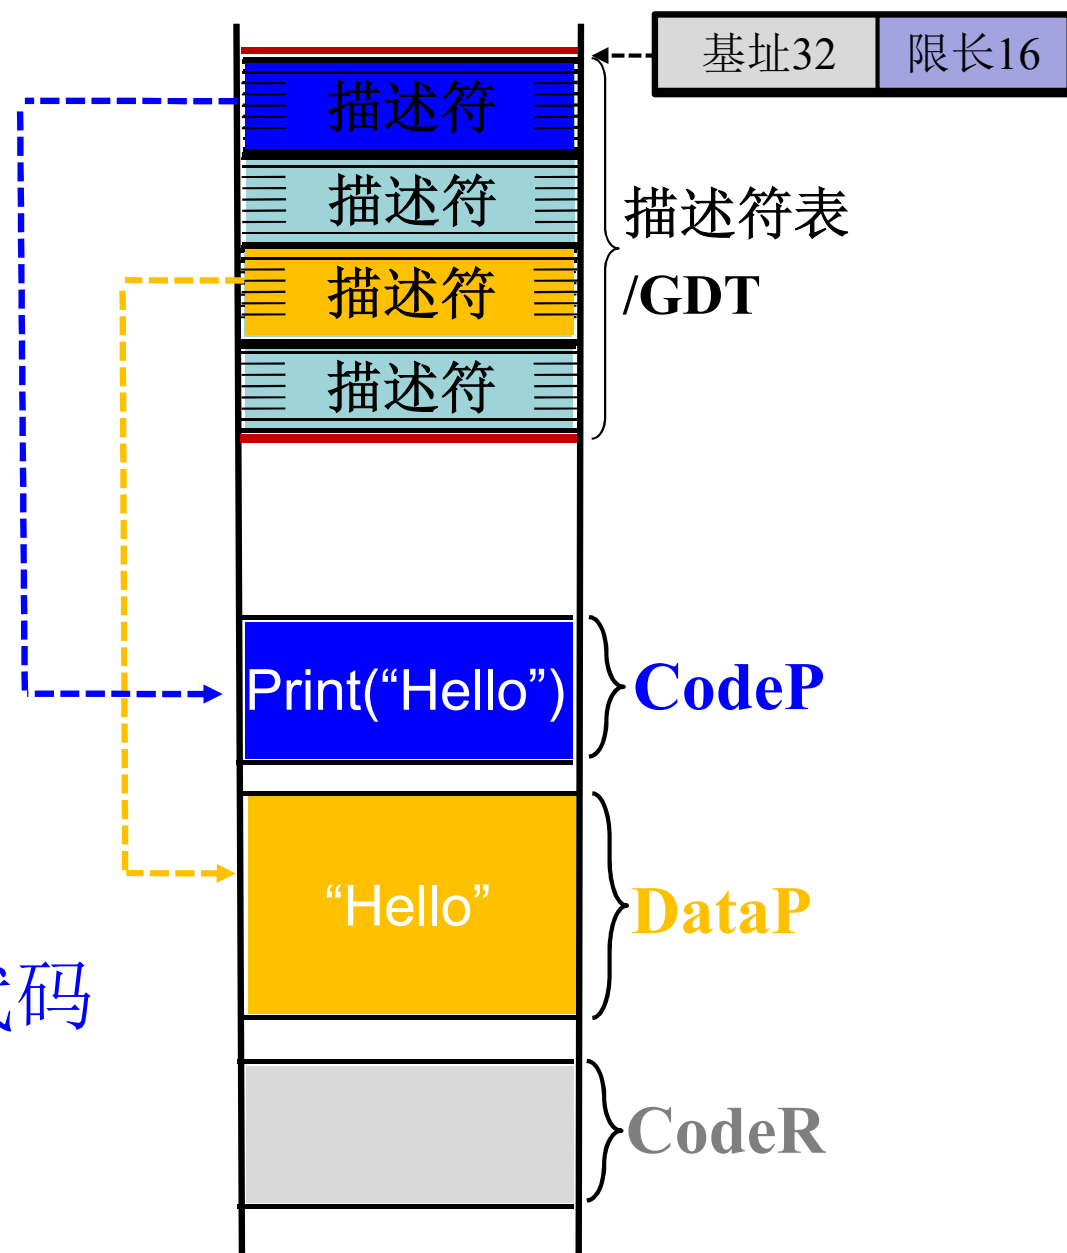 基址32 限长16
描述符
描述符
描述符
描述符
描述符表
/GDT
Print(“Hello”)
CodeP
“Hello”
DataP
码
CodeR